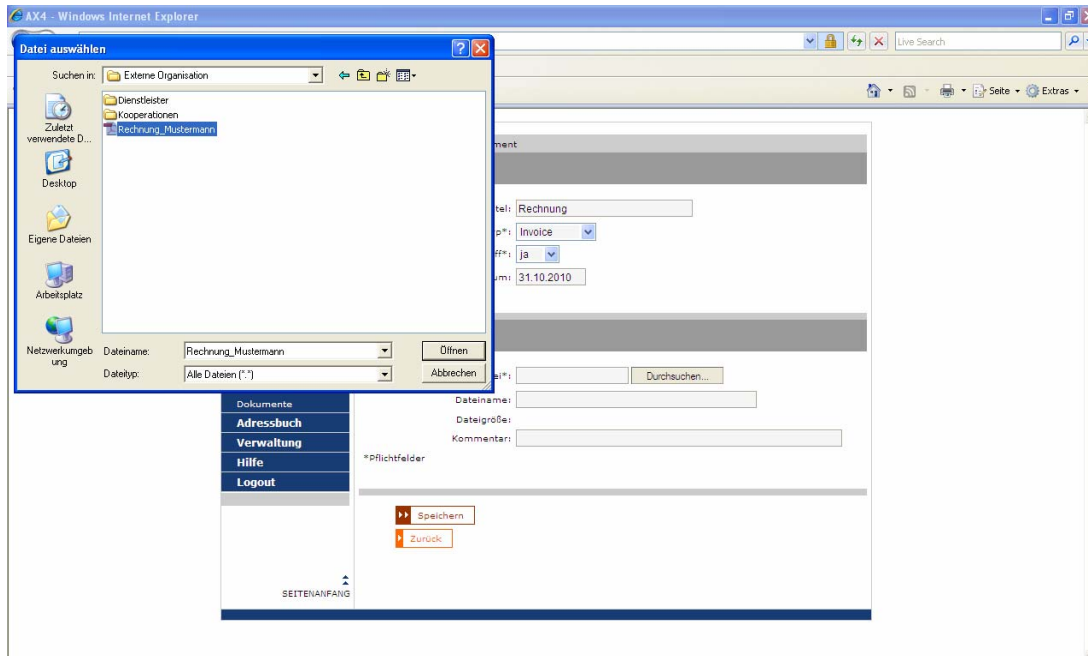 AX4 - Windows Internet Explorer
Live Search
Seite Extras
Datei auswählen
Suchen in: Externe Organisation
Zuletzt verwendete D...
Desktop
Eigene Dateien
Arbeitsplatz
Netzwerkumgeb
ung
Dienstleister
Kooperationen
Rechnung_Mustermann
Dateiname: Rechnung_Mustermann Öffnen
Dateityp: Alle Dateien (*.*) Abbrechen
ment
tel: Rechnung
p*: Invoice
ff*: ja
um: 31.10.2010
ei*: Durchsuchen...
Dateiname:
Dateigröße:
Kommentar:
*Pflichtfelder
Dokumente
Adressbuch
Verwaltung
Hilfe
Logout
Speichern
Zurück
SEITENANFANG